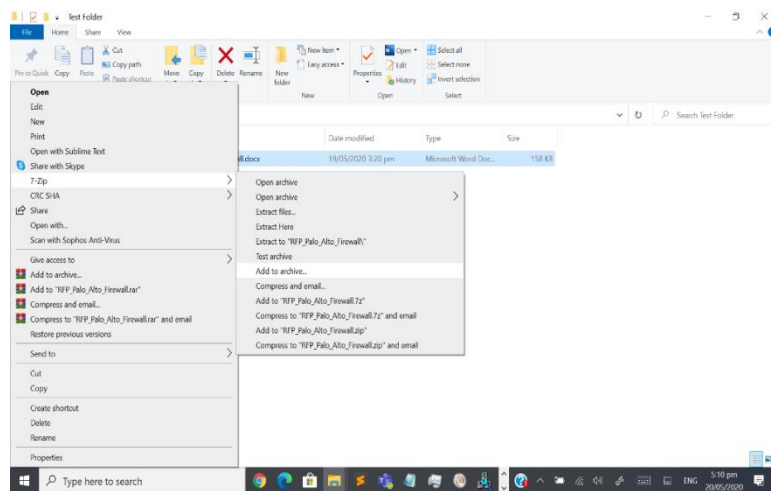 Test Folder
File Home Share View
Pin to Quick Copy Paste
Cut
Copy path
Paste shortcut
Move Copy
Delete Rename
New folder
New item
Easy access
Properties
Open
Edit
History
Select all
Select none
Invert selection
New Open Select
Search Test Folder
Date modified Type Size
all.docx 19/05/2020 3:20 pm Microsoft Word Doc... 158 KB
Open
Edit
New
Print
Open with Sublime Text
Share with Skype
7-Zip
CRC SHA
Share
Open with...
Scan with Sophos Anti-Virus
Give access to
Add to archive...
Add to "RFP_Palo_Alto_Firewall.rar"
Compress and email...
Compress to "RFP_Palo_Alto_Firewall.rar" and email
Restore previous versions
Send to
Cut
Copy
Create shortcut
Delete
Rename
Properties
Open archive
Open archive
Extract files...
Extract Here
Extract to "RFP_Palo_Alto_Firewall\"
Test archive
Add to archive...
Compress and email...
Add to "RFP_Palo_Alto_Firewall.7z"
Compress to "RFP_Palo_Alto_Firewall.7z" and email
Add to "RFP_Palo_Alto_Firewall.zip"
Compress to "RFP_Palo_Alto_Firewall.zip" and email
Type here to search
ENG
5:10 pm
20/05/2020